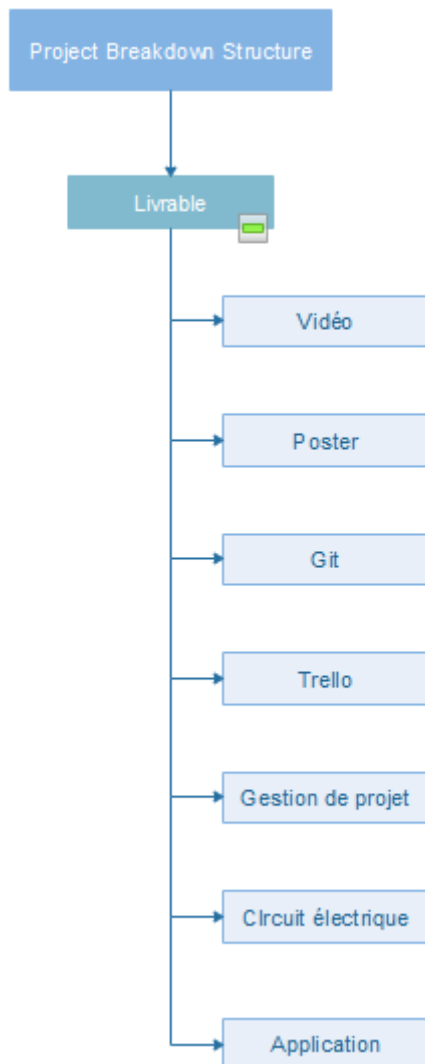 Project Breakdown Structure
Livrable
Vidéo
Poster
Git
Trello
Gestion de projet
CIrcuit électrique
Application